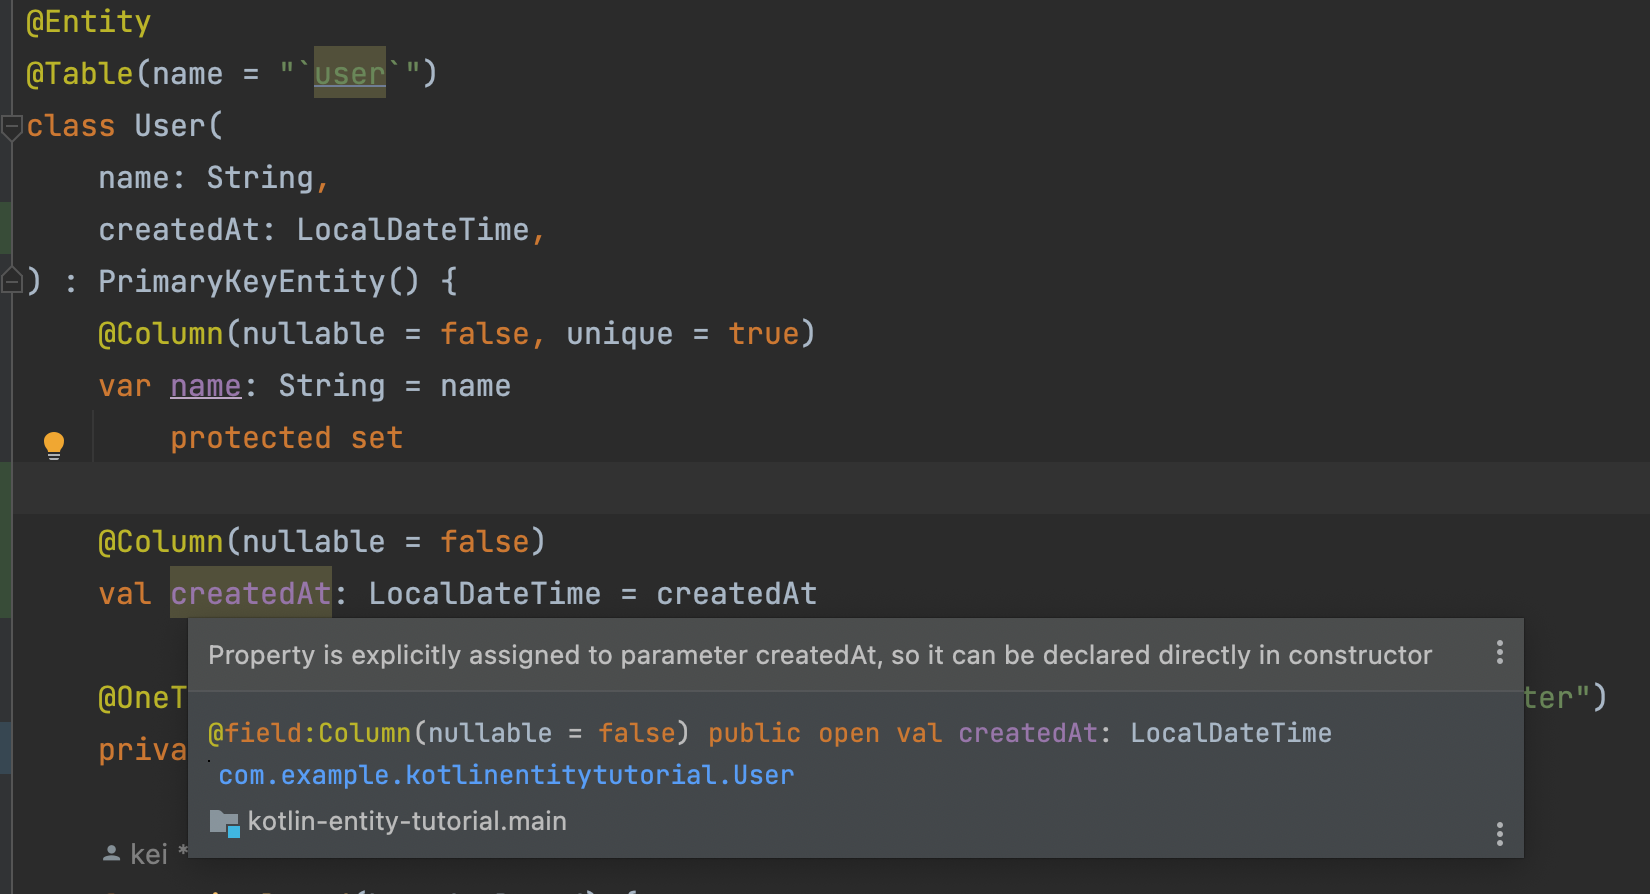 @Entity
@Table(name = "`user`")
class User(
name: String,
createdAt: LocalDateTime,
) : PrimaryKeyEntity() {
@Column(nullable = false, unique = true)
var name: String = name
protected set
@Column(nullable = false)
val createdAt: LocalDateTime = createdAt
Property is explicitly assigned to parameter createdAt, so it can be declared directly in constructor
@OneT ter")
@field:Column(nullable = false) public open val createdAt: LocalDateTime
priva
com.example.kotlinentitytutorial.User
kotlin-entity-tutorial.main
kei *